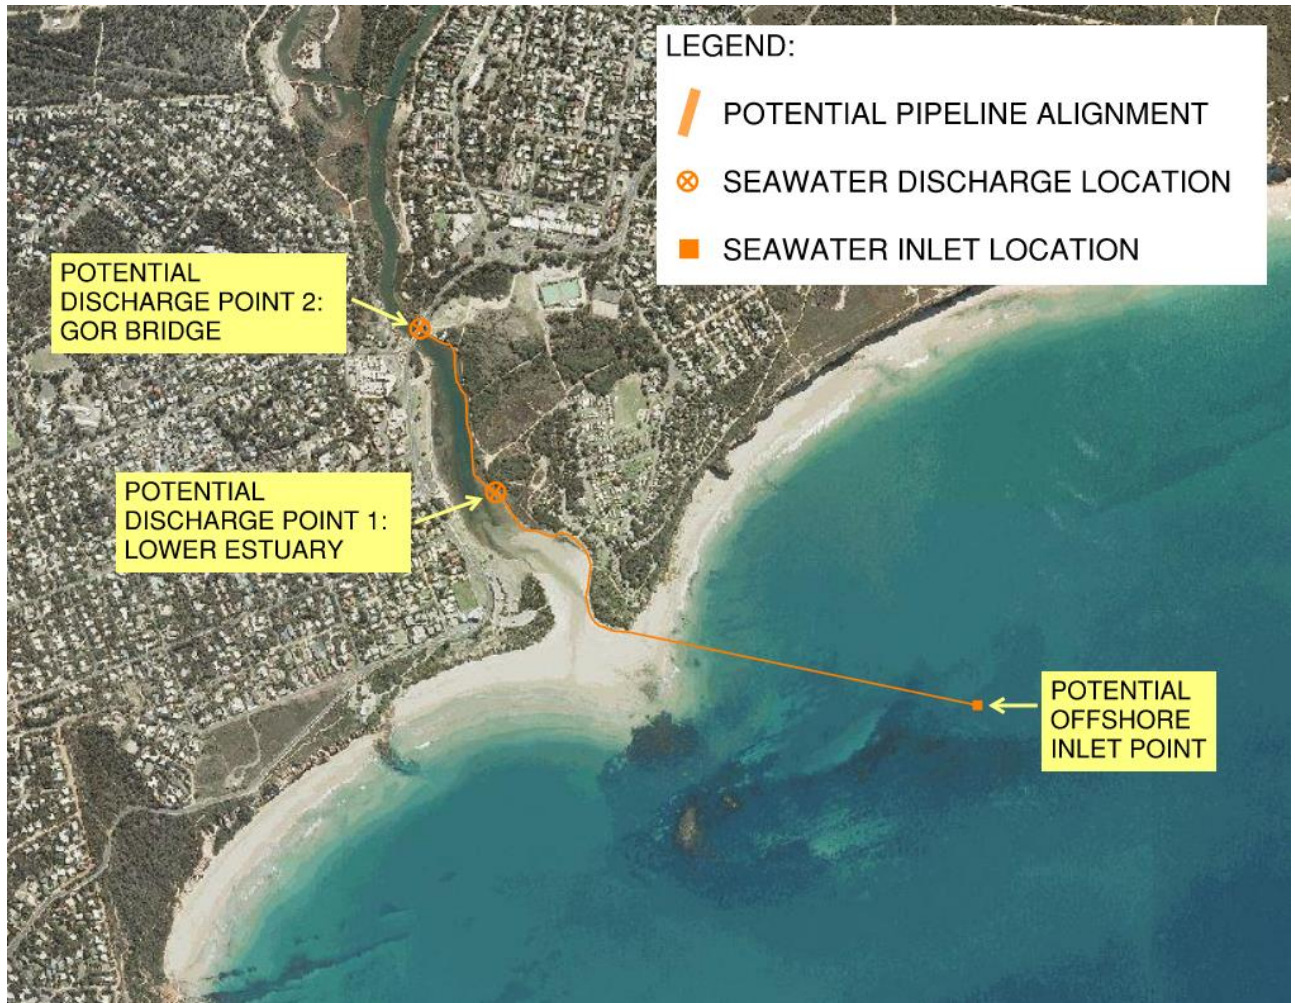 LEGEND:
POTENTIAL PIPELINE ALIGNMENT
SEAWATER DISCHARGE LOCATION
SEAWATER INLET LOCATION
POTENTIAL
DISCHARGE POINT 2:
GOR BRIDGE
POTENTIAL
DISCHARGE POINT 1:
LOWER ESTUARY
POTENTIAL
OFFSHORE
INLET POINT